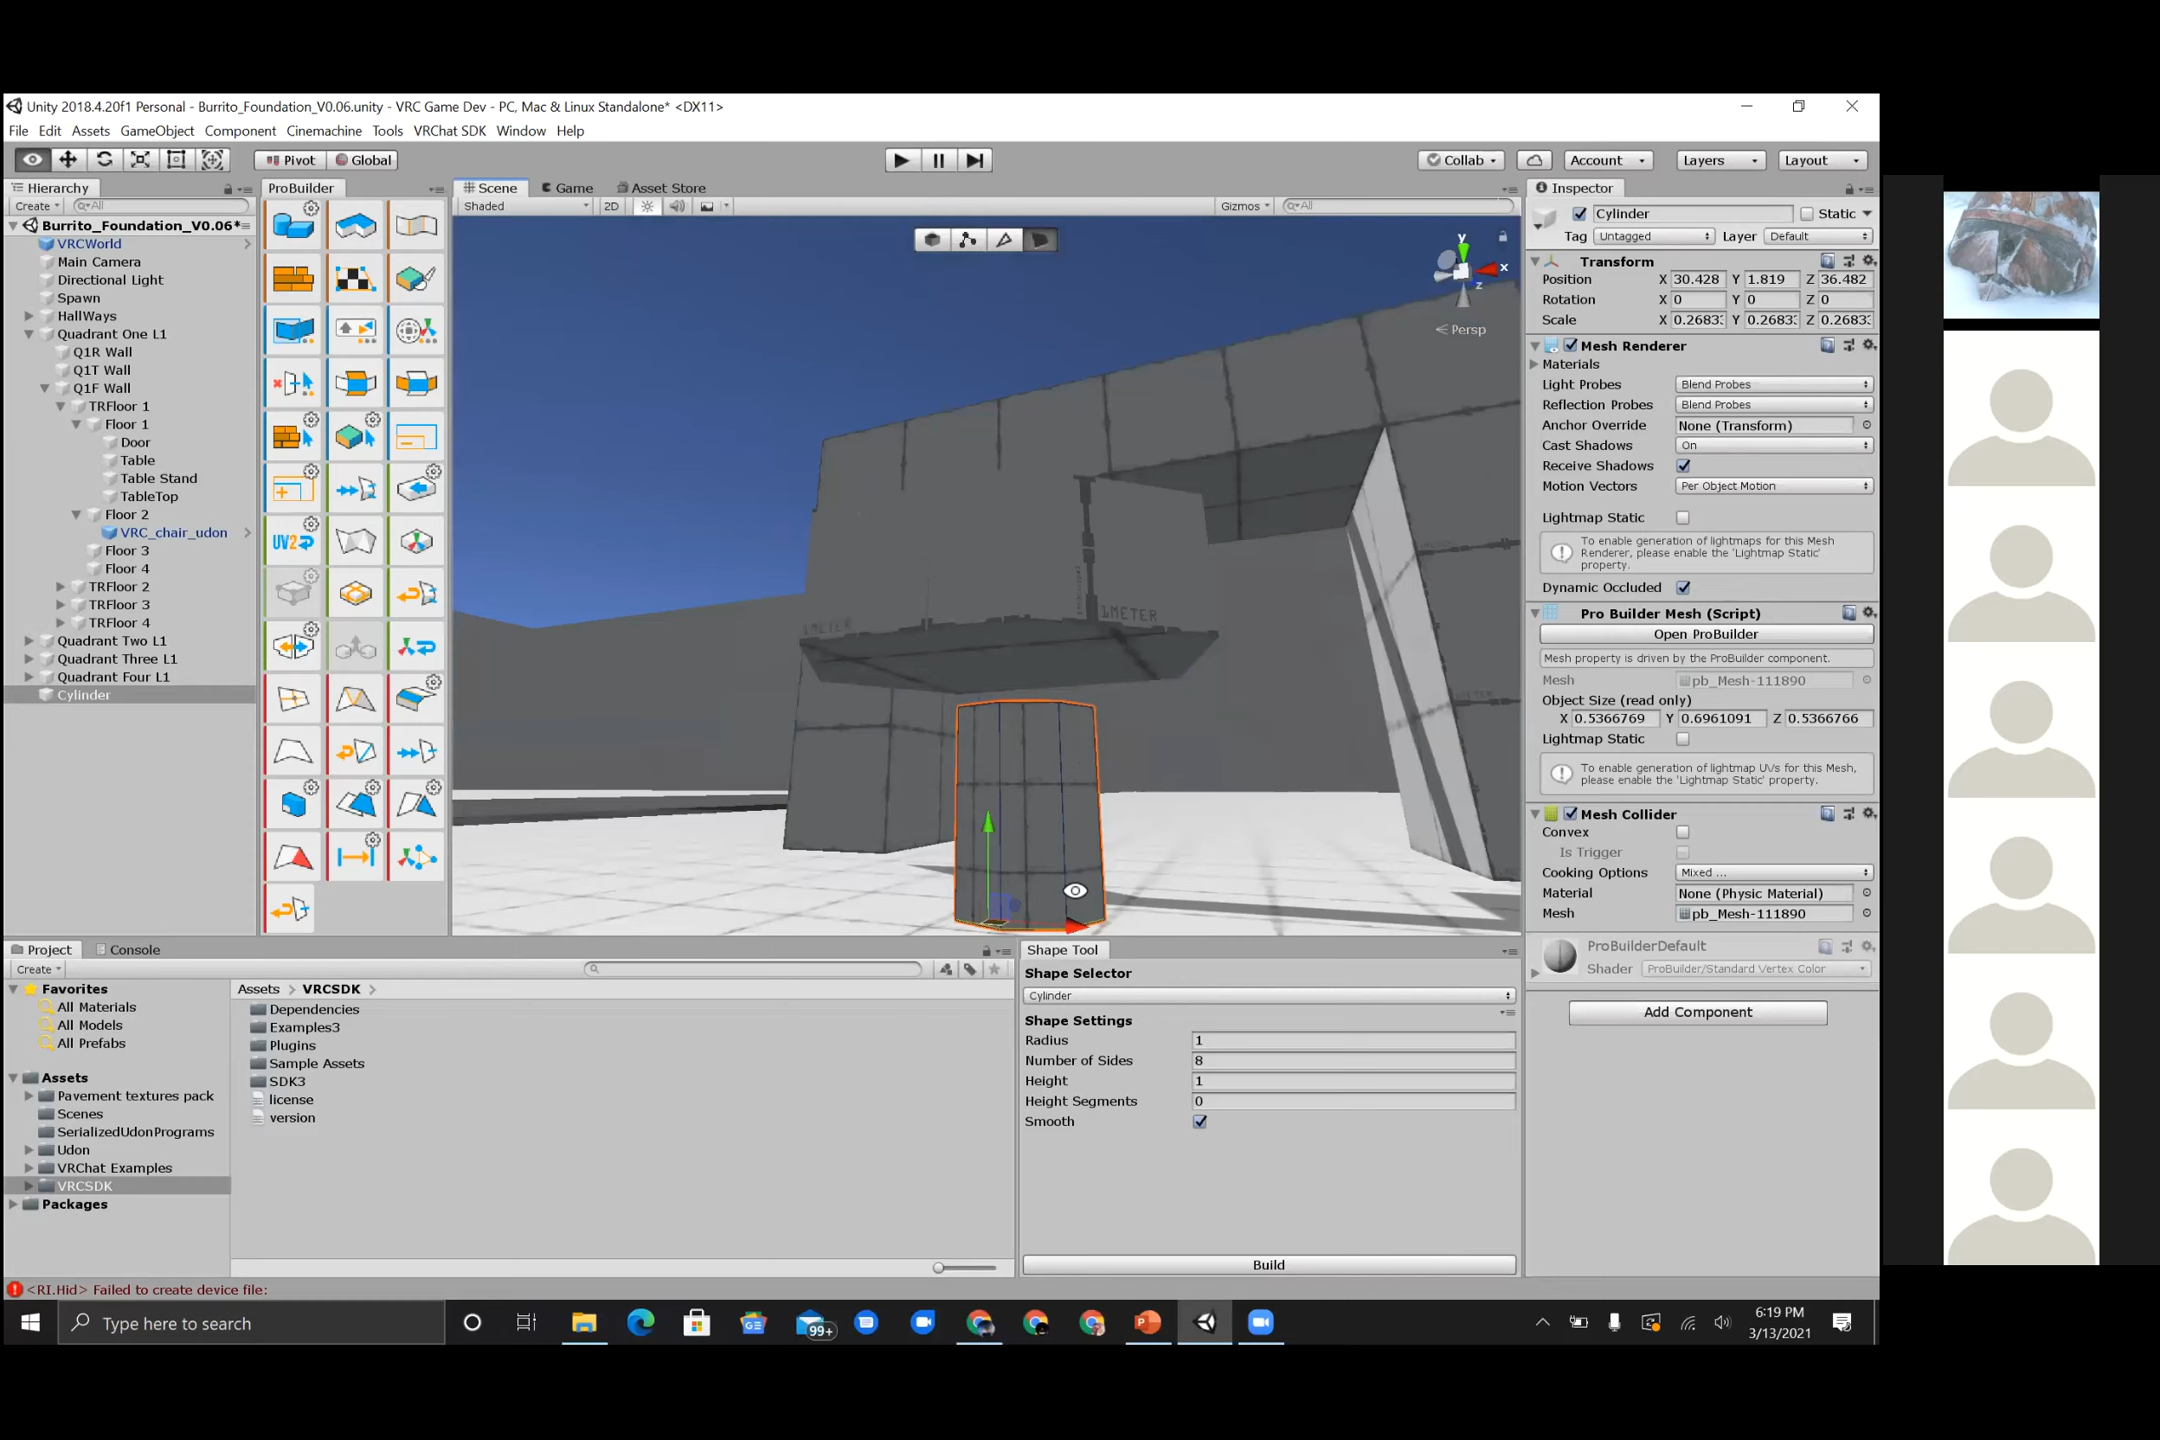 Unity 2018.4.20f1 Personal - Burrito_Foundation_V0.06.unity - VRC Game Dev - PC, Mac & Linux Standalone* <DX11>
File Edit Assets GameObject Component Cinemachine Tools VRChat SDK Window Help
Pivot Global Collab Account Layers Layout
Hierarchy ProBuilder Scene Game Asset Store Inspector
Create All Shaded 2D Gizmos All
Burrito_Foundation_V0.06*
VRCWorld
Main Camera
Directional Light
Spawn
HallWays
Quadrant One L1
Q1R Wall
Q1T Wall
Q1F Wall
TRFloor 1
Floor 1
Door
Table
Table Stand
TableTop
Floor 2
VRC_chair_udon
Floor 3
Floor 4
TRFloor 2
TRFloor 3
TRFloor 4
Quadrant Two L1
Quadrant Three L1
Quadrant Four L1
Cylinder
UV2
y
x
z
Persp
1METER
1METER
Cylinder Static
Tag Untagged Layer Default
Transform
Position X 30.428 Y 1.819 Z 36.482
Rotation X 0 Y 0 Z 0
Scale X 0.2683 Y 0.2683 Z 0.2683
Mesh Renderer
Materials
Light Probes Blend Probes
Reflection Probes Blend Probes
Anchor Override None (Transform)
Cast Shadows On
Receive Shadows
Motion Vectors Per Object Motion
Lightmap Static
To enable generation of lightmaps for this Mesh
Renderer, please enable the 'Lightmap Static'
property.
Dynamic Occluded
Pro Builder Mesh (Script)
Open ProBuilder
Mesh property is driven by the ProBuilder component.
Mesh pb_Mesh-111890
Object Size (read only)
X 0.5366769 Y 0.6961091 Z 0.5366766
Lightmap Static
To enable generation of lightmap UVs for this Mesh,
please enable the 'Lightmap Static' property.
Mesh Collider
Convex
Is Trigger
Cooking Options Mixed ...
Material None (Physic Material)
Mesh pb_Mesh-111890
ProBuilderDefault
Shader ProBuilder/Standard Vertex Color
Add Component
Project Console
Create
Favorites
All Materials
All Models
All Prefabs
Assets
Pavement textures pack
Scenes
SerializedUdonPrograms
Udon
VRChat Examples
VRCSDK
Packages
Assets > VRCSDK >
Dependencies
Examples3
Plugins
Sample Assets
SDK3
license
version
Shape Tool
Shape Selector
Cylinder
Shape Settings
Radius 1
Number of Sides 8
Height 1
Height Segments 0
Smooth
Build
<RI.Hid> Failed to create device file:
Type here to search
99+
6:19 PM
3/13/2021